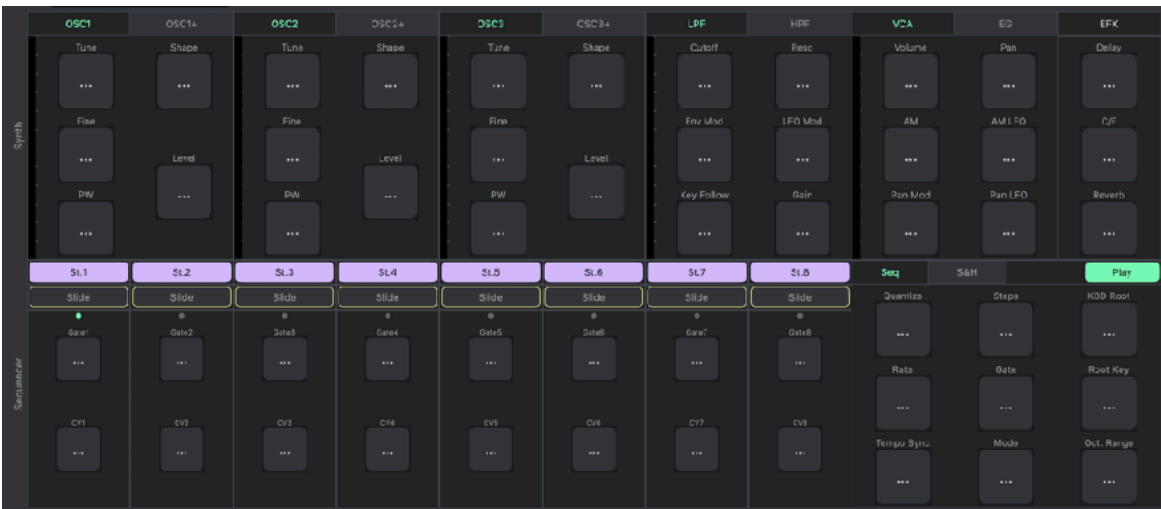 OSC1 OSC1+ OSC2 OSC2+ OSC3 OSC3+ LPF HPF VCA EG EFX
Tune Shape Tune Shape Tune Shape Cutoff Reso Volume Pan Delay
... ... ... ... ... ... ... ... ... ... ...
Fine Fine Fine Env Mod LFO Mod AM AM LFO C/F
Synth
... ... ... ... ... ... ... ...
Level Level Level
... ... ...
PW PW PW Key Follow Gain Pan Mod Pan LFO Reverb
... ... ... ... ... ... ... ...
St.1 St.2 St.3 St.4 St.5 St.6 St.7 St.8 Seq S&H Play
Slide Slide Slide Slide Slide Slide Slide Slide
Quantize Steps KBD Root
... ... ...
Gate1 Gate2 Gate3 Gate4 Gate5 Gate6 Gate7 Gate8
... ... ... ... ... ... ... ...
Rate Gate Root Key
... ... ...
Sequencer
CV1 CV2 CV3 CV4 CV5 CV6 CV7 CV8
... ... ... ... ... ... ... ...
Tempo Sync Mode Oct. Range
... ... ...